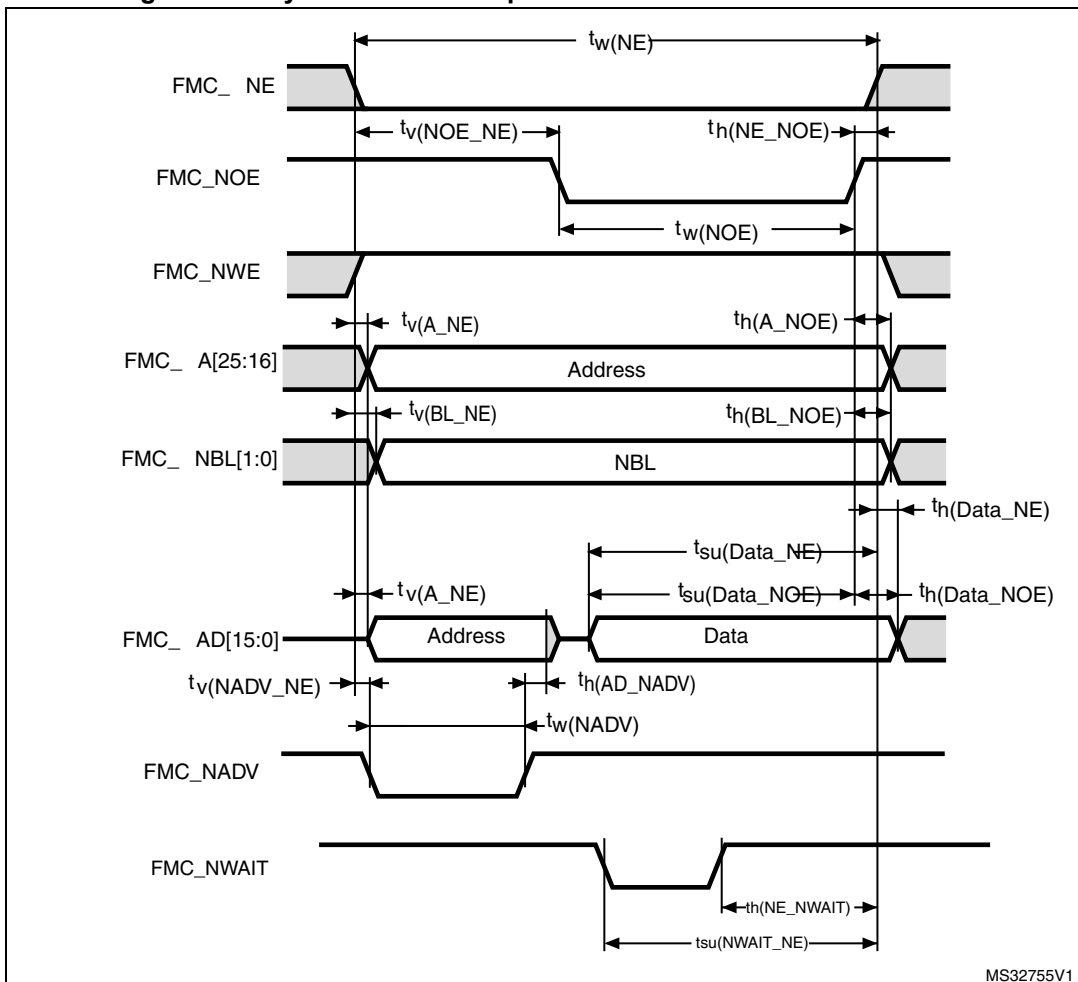 tw(NE)
FMC_ NE
tv(NOE_NE)
th(NE_NOE)
FMC_NOE
tw(NOE)
FMC_NWE
tv(A_NE)
th(A_NOE)
FMC_ A[25:16]
Address
tv(BL_NE)
th(BL_NOE)
FMC_ NBL[1:0]
NBL
th(Data_NE)
tsu(Data_NE)
tv(A_NE)
tsu(Data_NOE)
th(Data_NOE)
FMC_ AD[15:0]
Address
Data
tv(NADV_NE)
th(AD_NADV)
tw(NADV)
FMC_NADV
FMC_NWAIT
th(NE_NWAIT)
tsu(NWAIT_NE)
MS32755V1